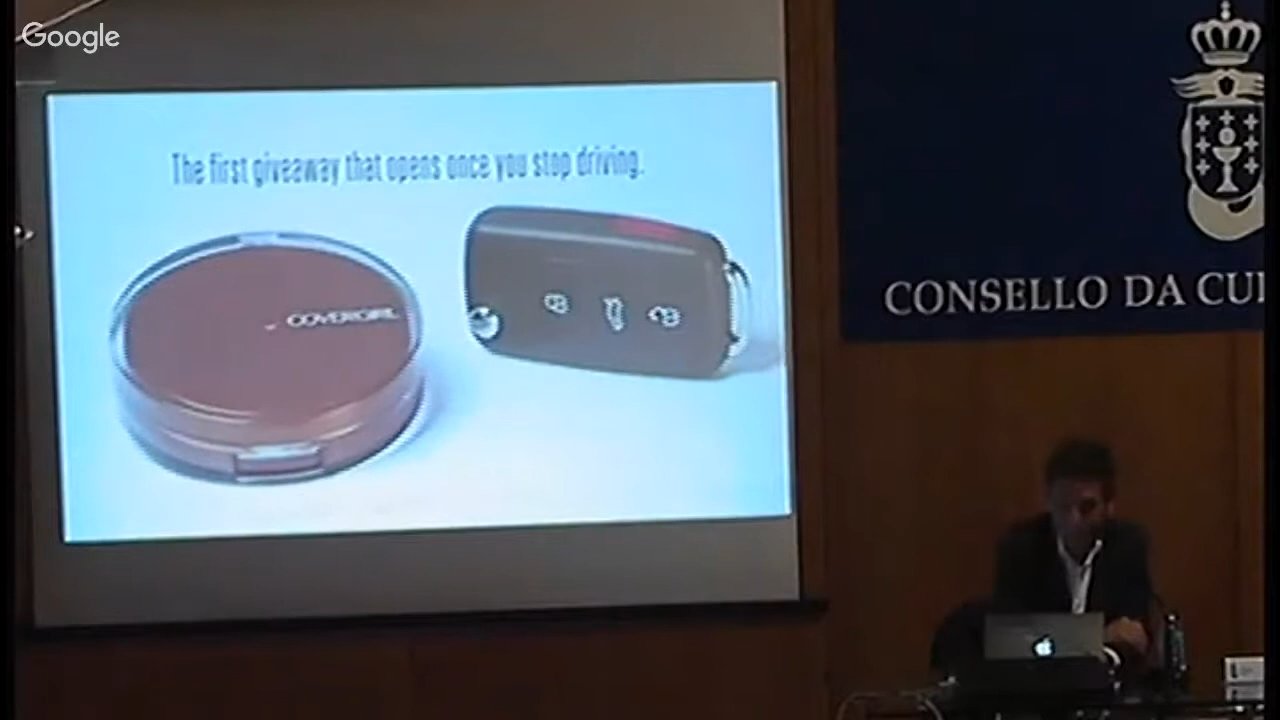 Google
The first giveaway that opens once you stop driving.
COVERGIRL
CONSELLO DA CU